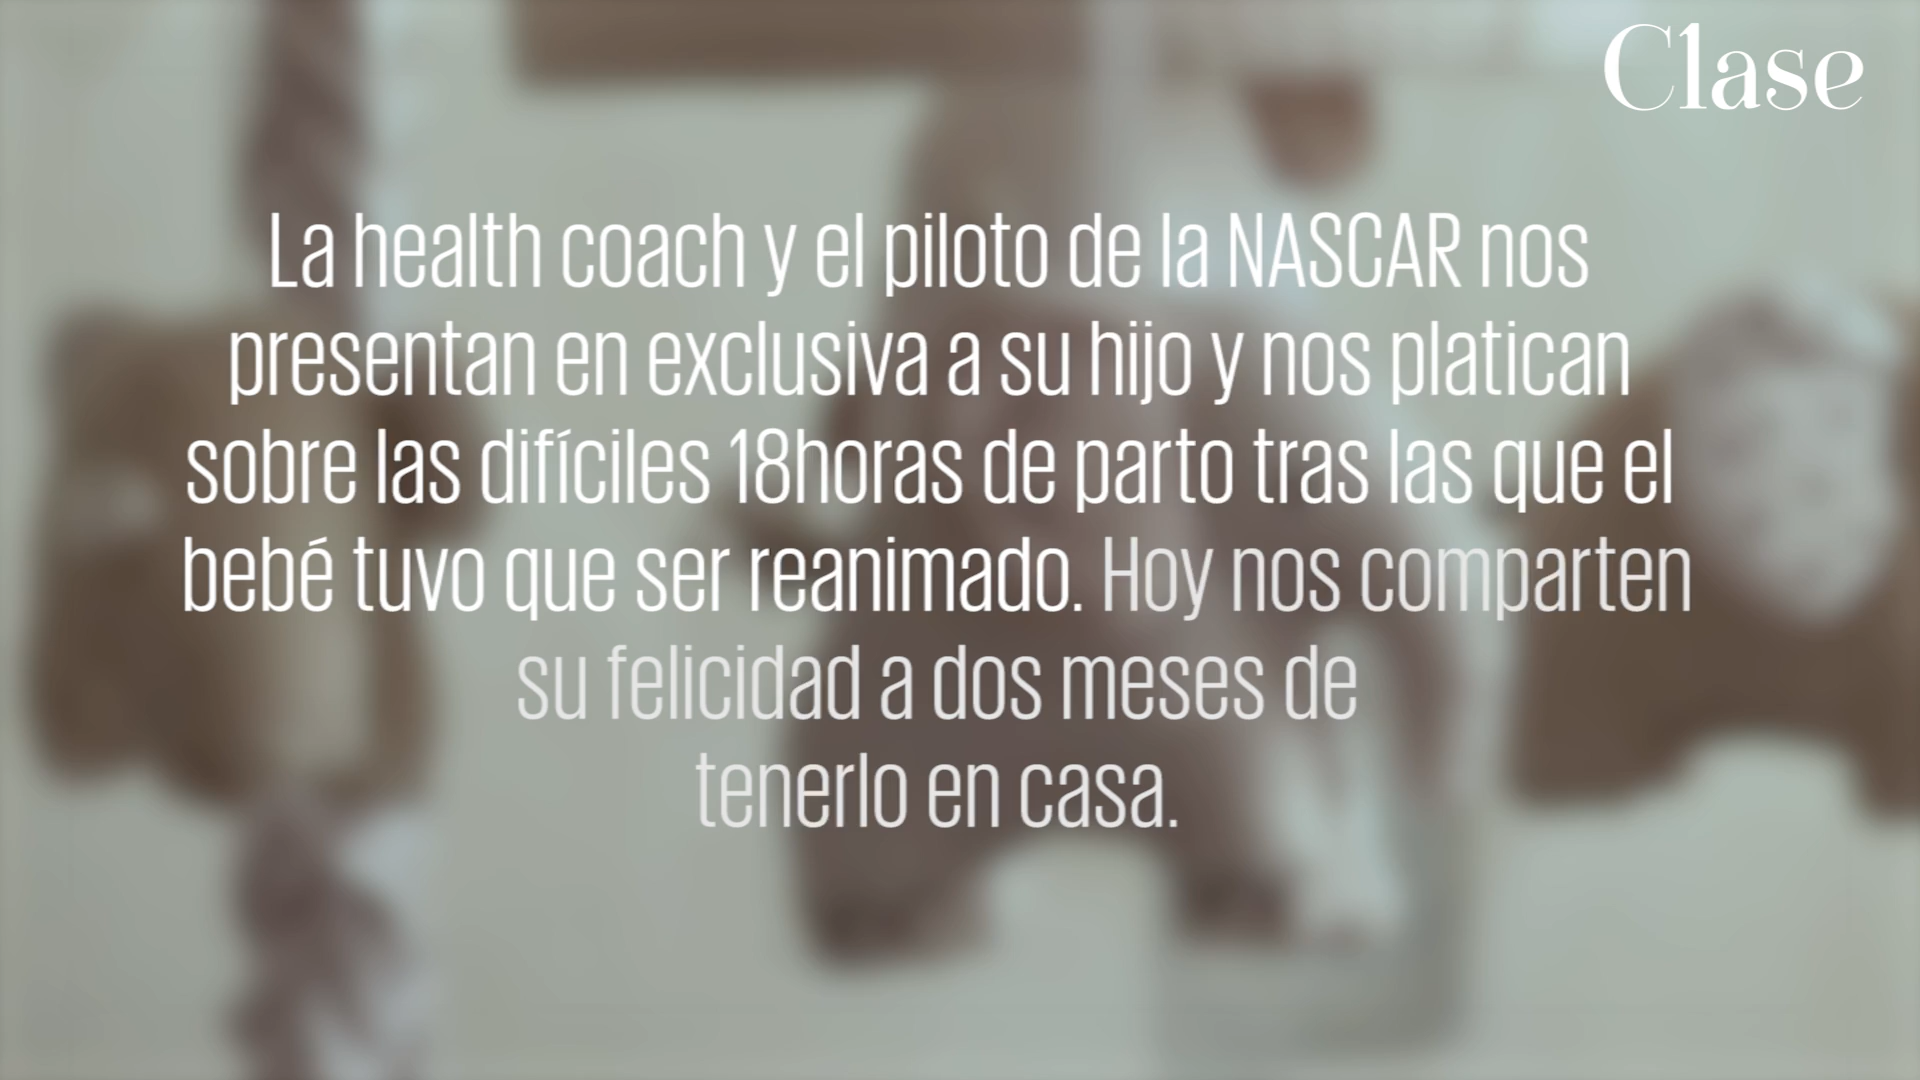 Clase
La health coach y el piloto de la NASCAR nos
presentan en exclusiva a su hijo y nos platican
sobre las difíciles 18horas de parto tras las que el
bebé tuvo que ser reanimado. Hoy nos comparten
su felicidad a dos meses de
tenerlo en casa.